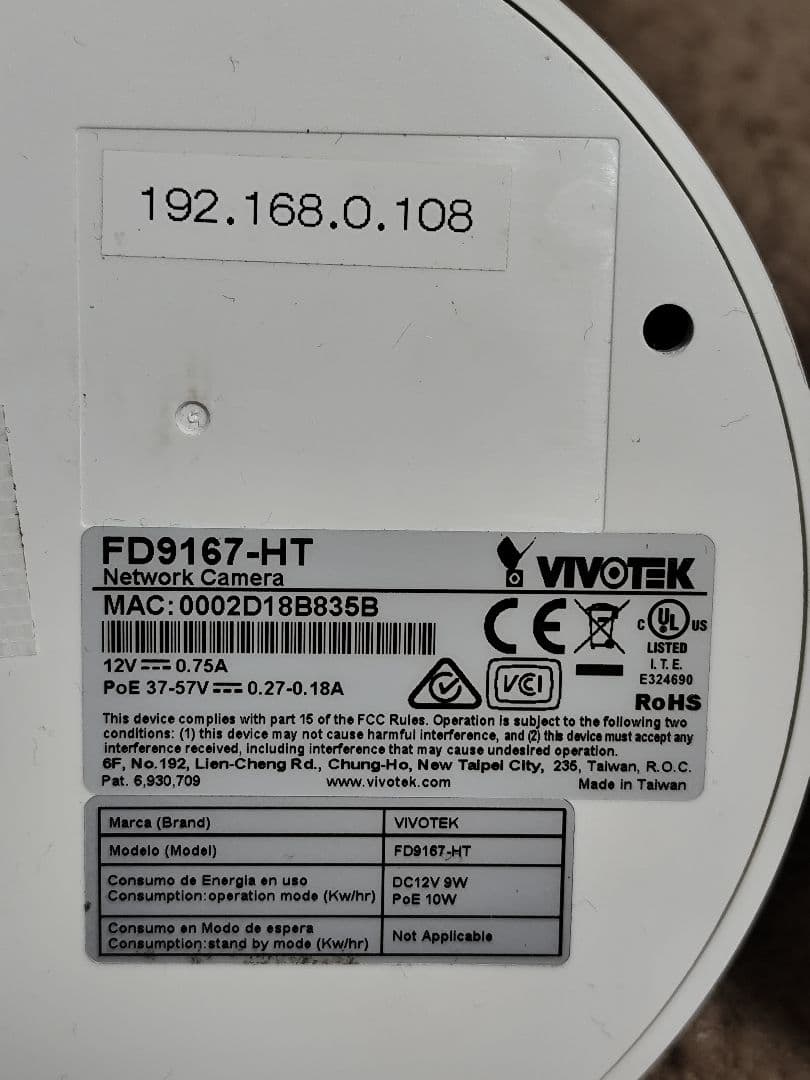 192.168.0.108
FD9167-HT
Network Camera
VIVOTEK
MAC:0002D18B835B
CE
C UL US
LISTED
I.T.E.
E324690
12V 0.75A
PoE 37-57V 0.27-0.18A
VCI
RoHS
This device complies with part 15 of the FCC Rules. Operation is subject to the following two
conditions: (1) this device may not cause harmful interference, and (2) this device must accept any
interference received, including interference that may cause undesired operation.
6F, No.192, Lien-Cheng Rd., Chung-Ho, New Taipei City, 235, Taiwan, R.O.C.
Pat. 6,930,709 www.vivotek.com Made in Taiwan
Marca (Brand) VIVOTEK
Modelo (Model) FD9167-HT
Consumo de Energia en uso
Consumption:operation mode (Kw/hr)
DC12V 9W
PoE 10W
Consumo en Modo de espera
Consumption:stand by mode (Kw/hr)
Not Applicable